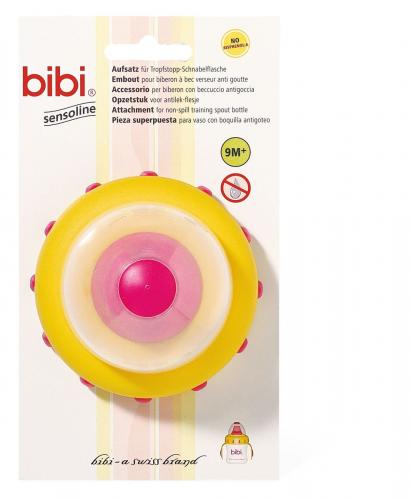 NO
BISPHENOL-A
bibi®
sensoline
Aufsatz für Tropfstopp-Schnabelflasche
Embout pour biberon à bec verseur anti goutte
Accessorio per biberon con beccuccio antigoccia
Opzetstuk voor antilek-flesje
Attachment for non-spill training spout bottle
Pieza superpuesta para vaso con boquilla antigoteo
9M+
bibi
bibi-a swiss brand